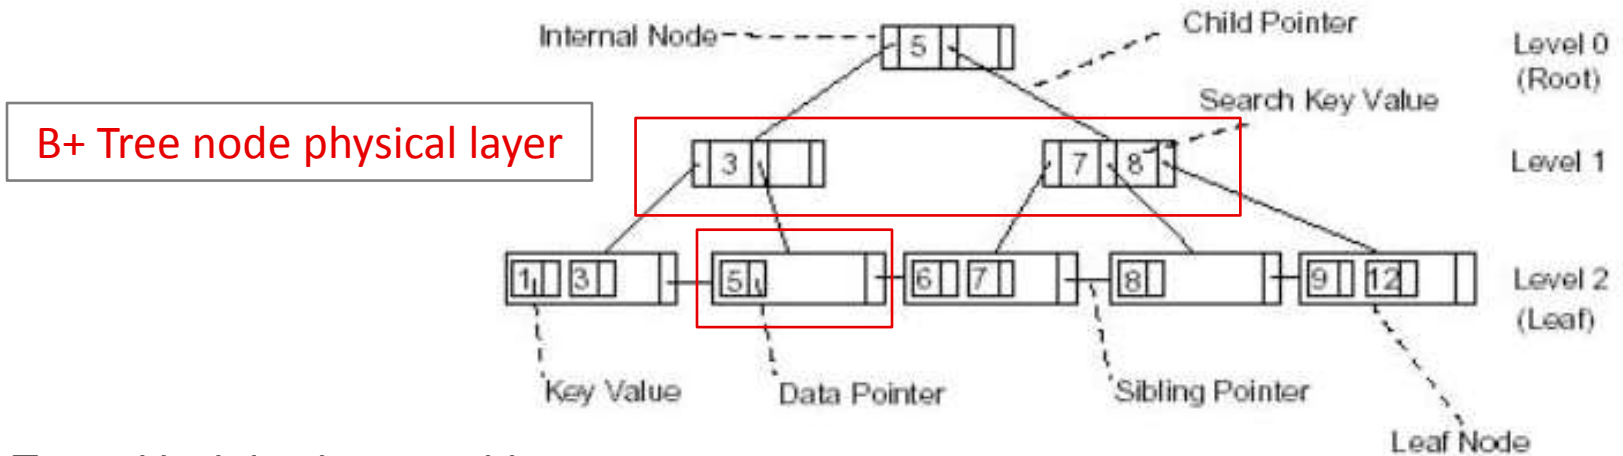 Internal Node
5
Child Pointer
Level 0
(Root)
Search Key Value
B+ Tree node physical layer
3
7 8
Level 1
1 3
5
6 7
8
9 12
Level 2
(Leaf)
Key Value
Data Pointer
Sibling Pointer
Leaf Node